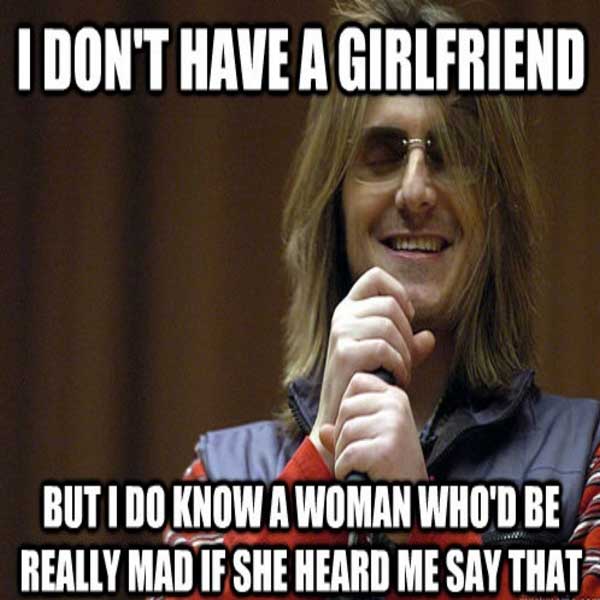 I DON'T HAVE A GIRLFRIEND
BUT I DO KNOW A WOMAN WHO'D BE
REALLY MAD IF SHE HEARD ME SAY THAT